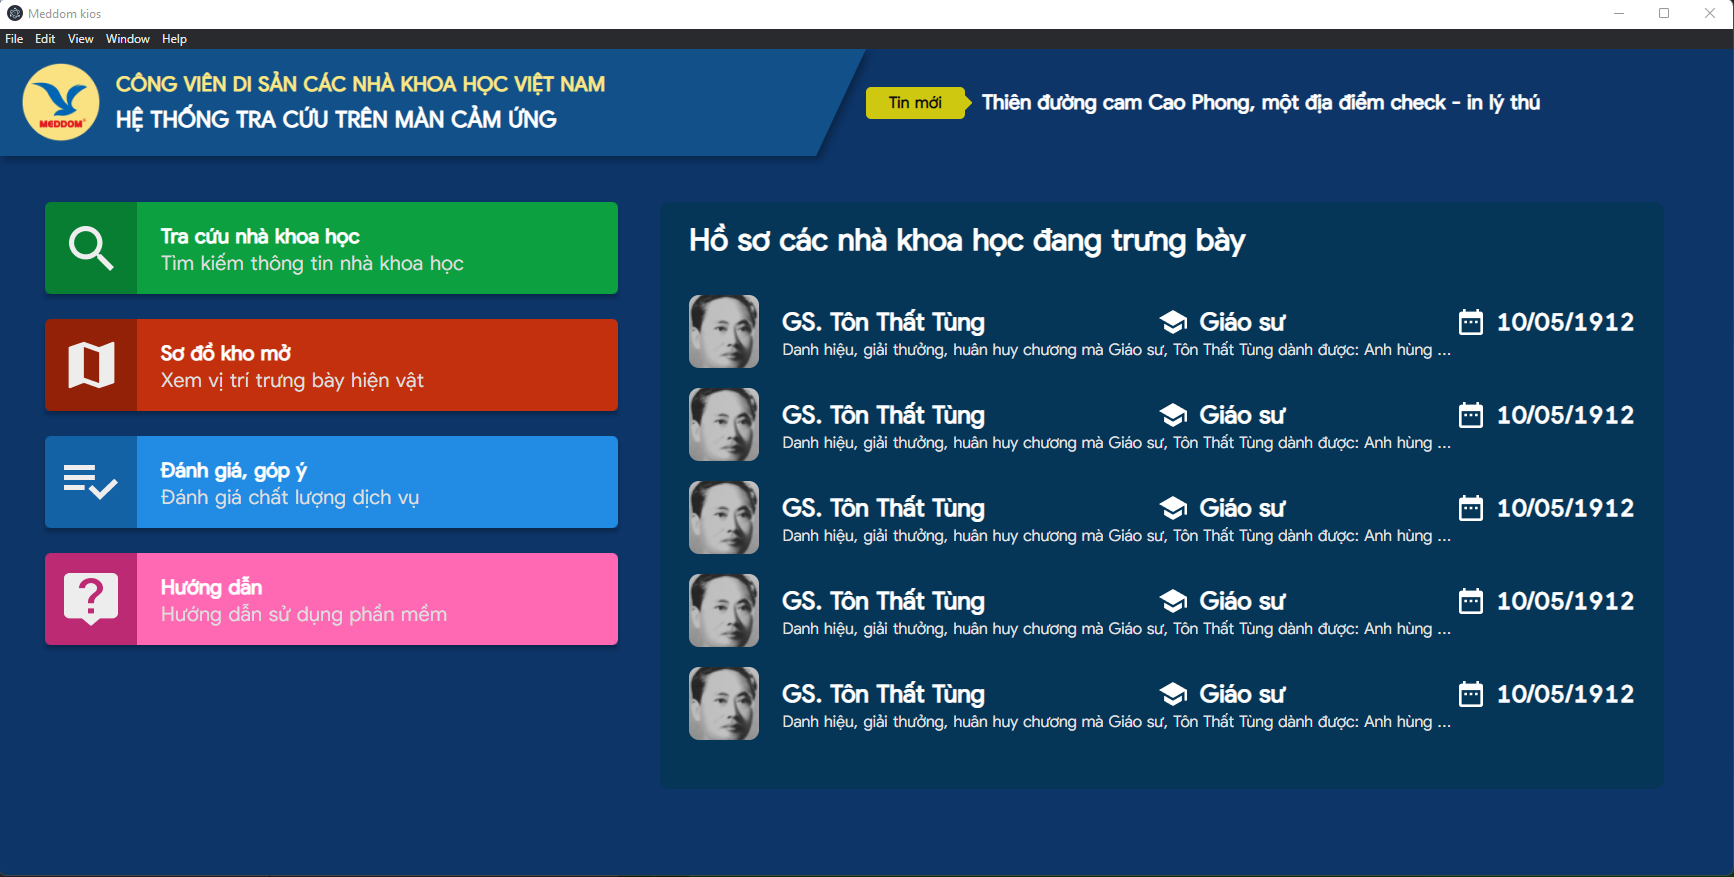 Meddom kios
File Edit View Window Help
MEDDOM
CÔNG VIÊN DI SẢN CÁC NHÀ KHOA HỌC VIỆT NAM
HỆ THỐNG TRA CỨU TRÊN MÀN CẢM ỨNG
Tin mới
Thiên đường cam Cao Phong, một địa điểm check - in lý thú
Tra cứu nhà khoa học
Tìm kiếm thông tin nhà khoa học
Sơ đồ kho mở
Xem vị trí trưng bày hiện vật
Đánh giá, góp ý
Đánh giá chất lượng dịch vụ
?
Hướng dẫn
Hướng dẫn sử dụng phần mềm
Hồ sơ các nhà khoa học đang trưng bày
GS. Tôn Thất Tùng Giáo sư 10/05/1912
Danh hiệu, giải thưởng, huân huy chương mà Giáo sư, Tôn Thất Tùng dành được: Anh hùng ...
GS. Tôn Thất Tùng Giáo sư 10/05/1912
Danh hiệu, giải thưởng, huân huy chương mà Giáo sư, Tôn Thất Tùng dành được: Anh hùng ...
GS. Tôn Thất Tùng Giáo sư 10/05/1912
Danh hiệu, giải thưởng, huân huy chương mà Giáo sư, Tôn Thất Tùng dành được: Anh hùng ...
GS. Tôn Thất Tùng Giáo sư 10/05/1912
Danh hiệu, giải thưởng, huân huy chương mà Giáo sư, Tôn Thất Tùng dành được: Anh hùng ...
GS. Tôn Thất Tùng Giáo sư 10/05/1912
Danh hiệu, giải thưởng, huân huy chương mà Giáo sư, Tôn Thất Tùng dành được: Anh hùng ...